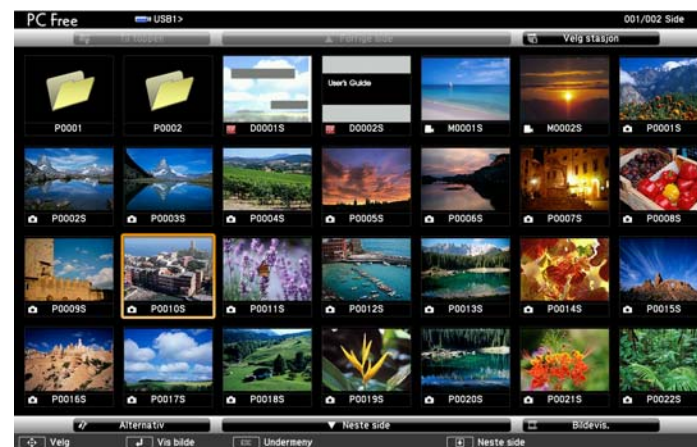 PC Free USB1> 001/002 Side
Til toppen ▲ Forrige side Velg stasjon
User's Guide
P0001 P0002 D0001S D0002S M0001S M0002S P0001S
P0002S P0003S P0004S P0005S P0006S P0007S P0008S
P0009S P0010S P0011S P0012S P0013S P0014S P0015S
P0016S P0017S P0018S P0019S P0020S P0021S P0022S
Alternativ ▼ Neste side Bildevis.
Velg Vis bilde Undermeny Neste side